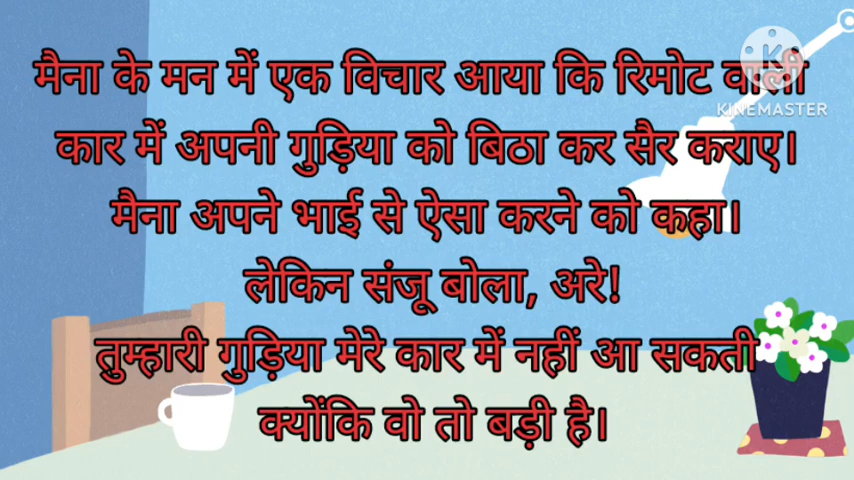 मैना के मन में एक विचार आया कि रिमोट वाली
कार में अपनी गुड़िया को बिठा कर सैर कराए।
मैना अपने भाई से ऐसा करने को कहा।
लेकिन संजू बोला, अरे!
तुम्हारी गुड़िया मेरे कार में नहीं आ सकती
क्योंकि वो तो बड़ी है।
KINEMASTER